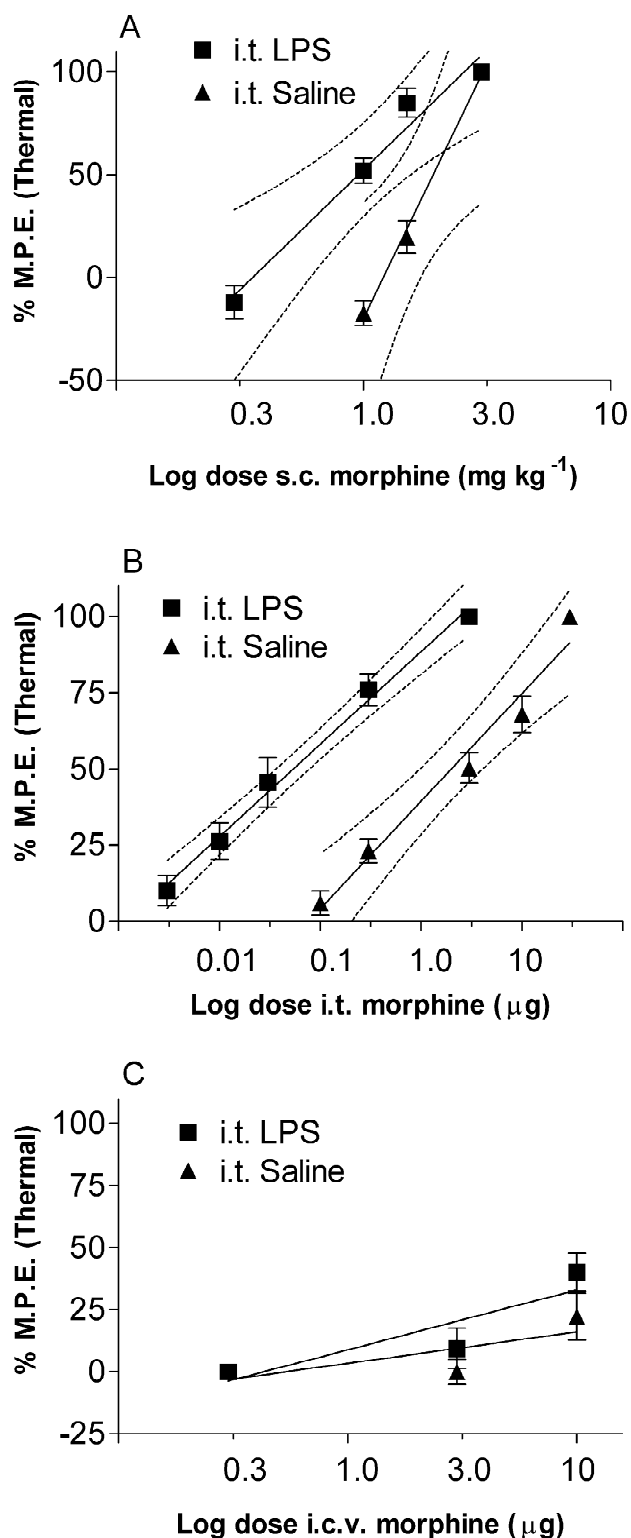 A
i.t. LPS
i.t. Saline
100
50
0
-50
% M.P.E. (Thermal)
0.3 1.0 3.0 10
Log dose s.c. morphine (mg kg -1)
B
i.t. LPS
i.t. Saline
100
75
50
25
0
% M.P.E. (Thermal)
0.01 0.1 1.0 10
Log dose i.t. morphine (μg)
C
i.t. LPS
i.t. Saline
100
75
50
25
0
-25
% M.P.E. (Thermal)
0.3 1.0 3.0 10
Log dose i.c.v. morphine (μg)